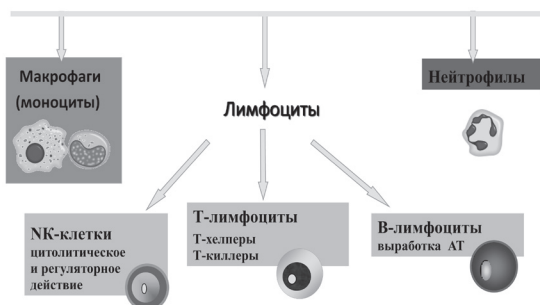 Макрофаги
(моноциты)
Лимфоциты
Нейтрофилы
NK-клетки
цитолитическое
и регуляторное
действие
Т-лимфоциты
Т-хелперы
Т-киллеры
В-лимфоциты
выработка АТ